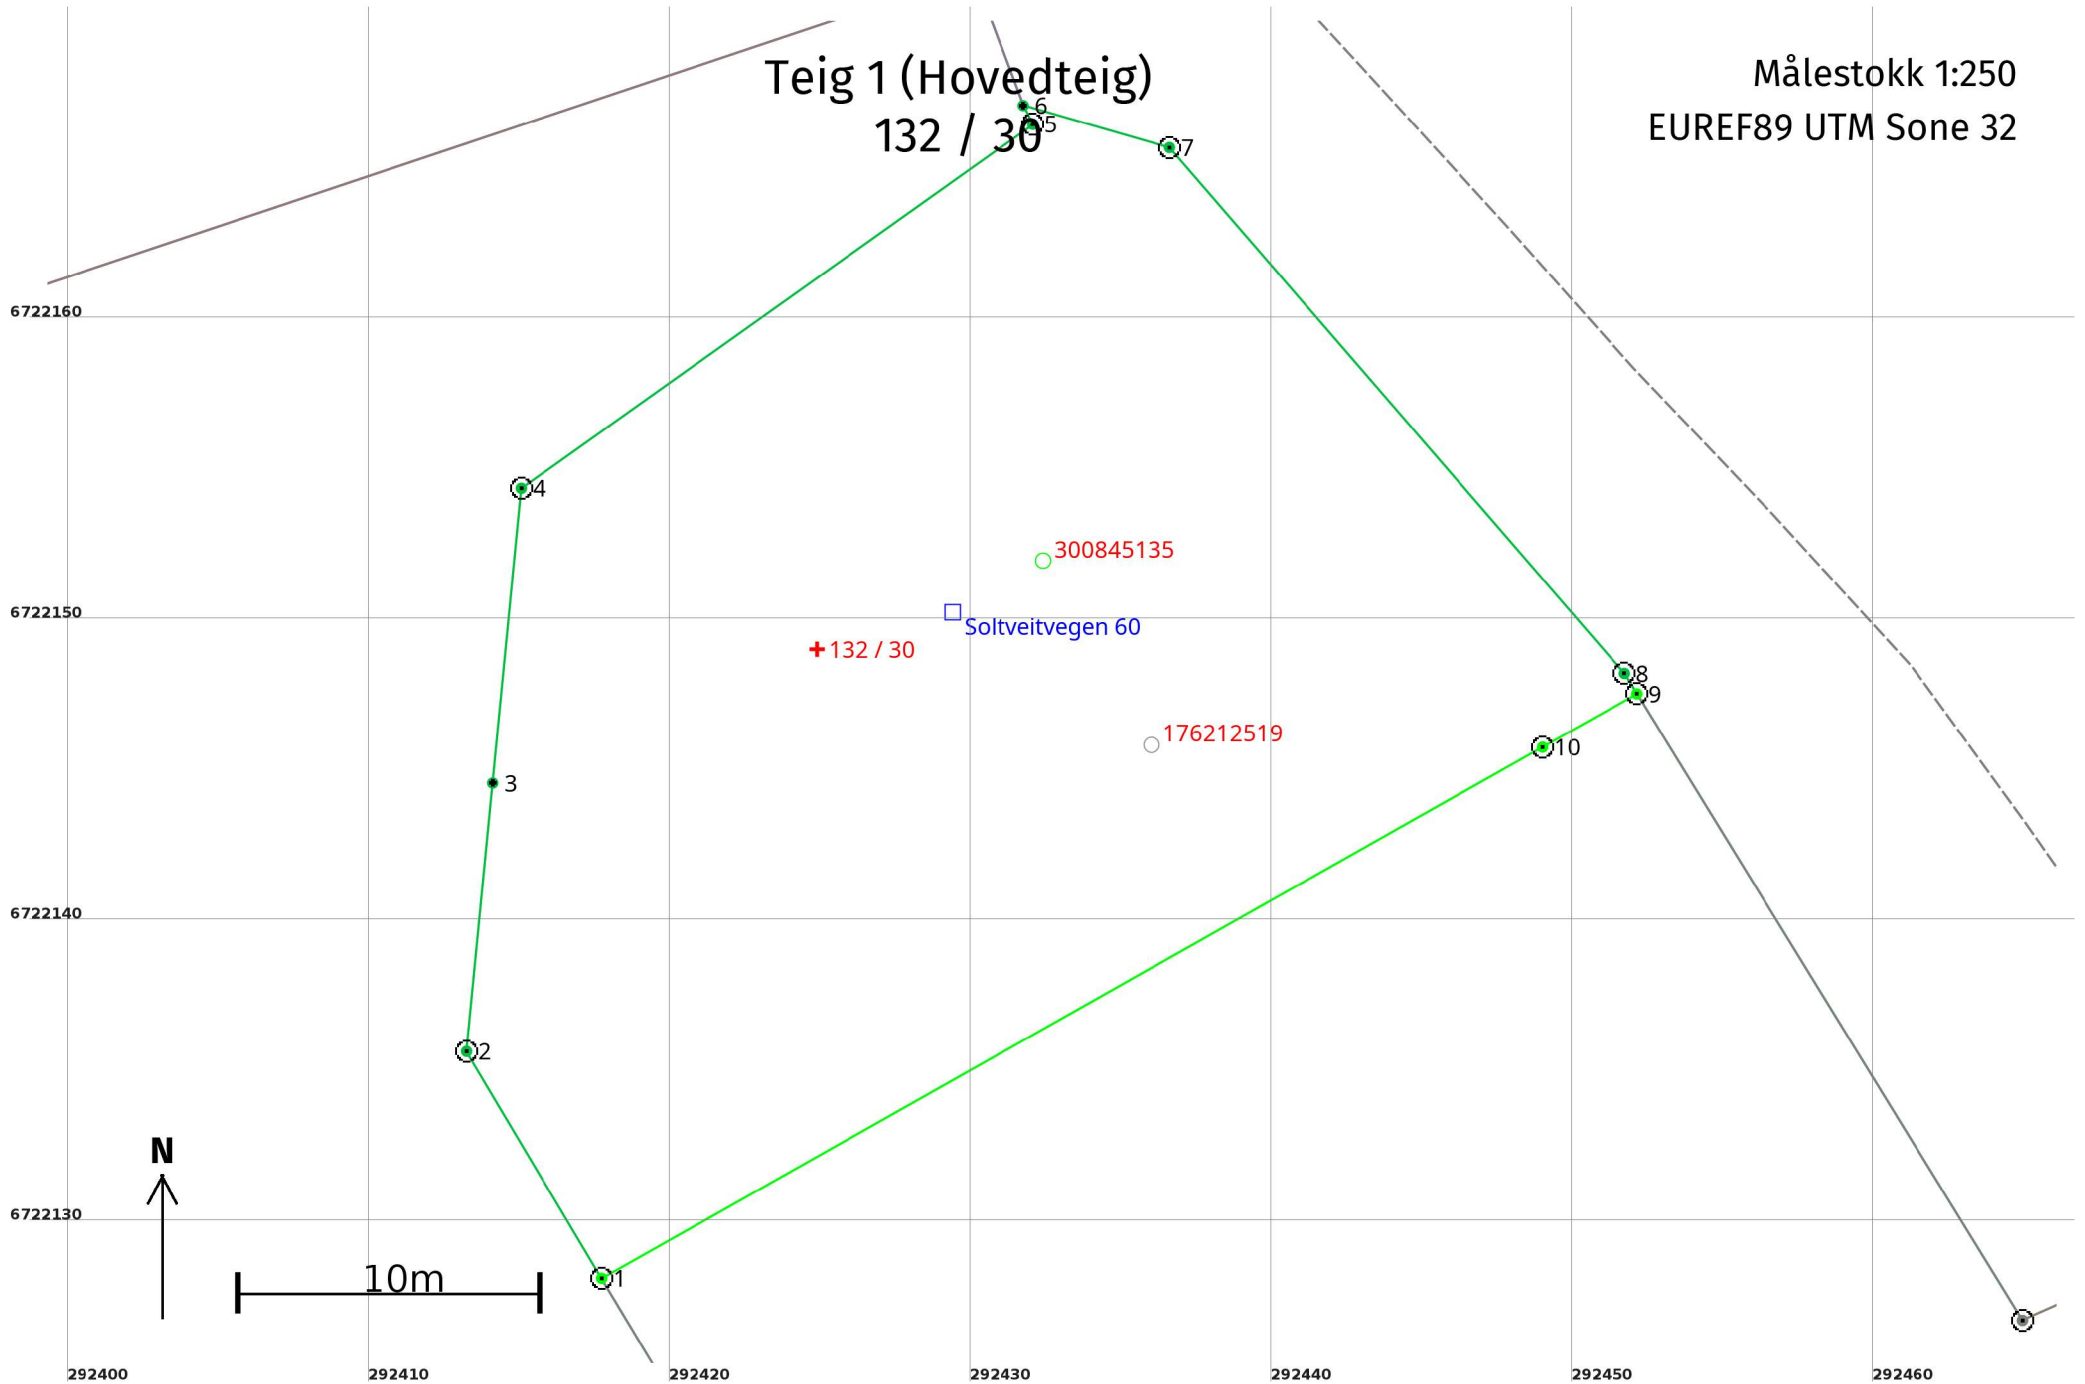 Teig 1 (Hovedteig)
132 / 30
Målestokk 1:250
EUREF89 UTM Sone 32
6
5
7
6722160
4
300845135
6722150
Soltveitvegen 60
132 / 30
8
9
176212519
10
3
6722140
2
N
6722130
10m
1
292400
292410
292420
292430
292440
292450
292460